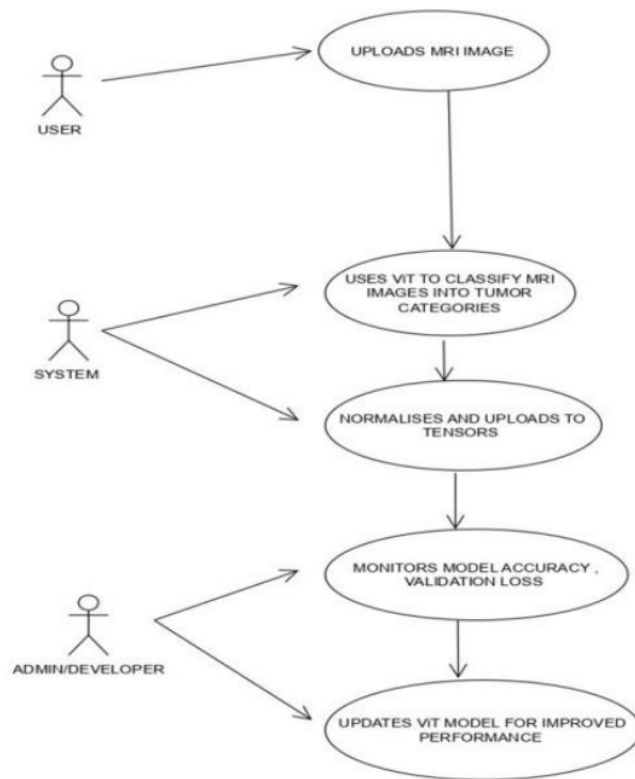 UPLOADS MRI IMAGE
USER
USES ViT TO CLASSIFY MRI
IMAGES INTO TUMOR
CATEGORIES
SYSTEM
NORMALISES AND UPLOADS TO
TENSORS
MONITORS MODEL ACCURACY ,
VALIDATION LOSS
ADMIN/DEVELOPER
UPDATES ViT MODEL FOR IMPROVED
PERFORMANCE